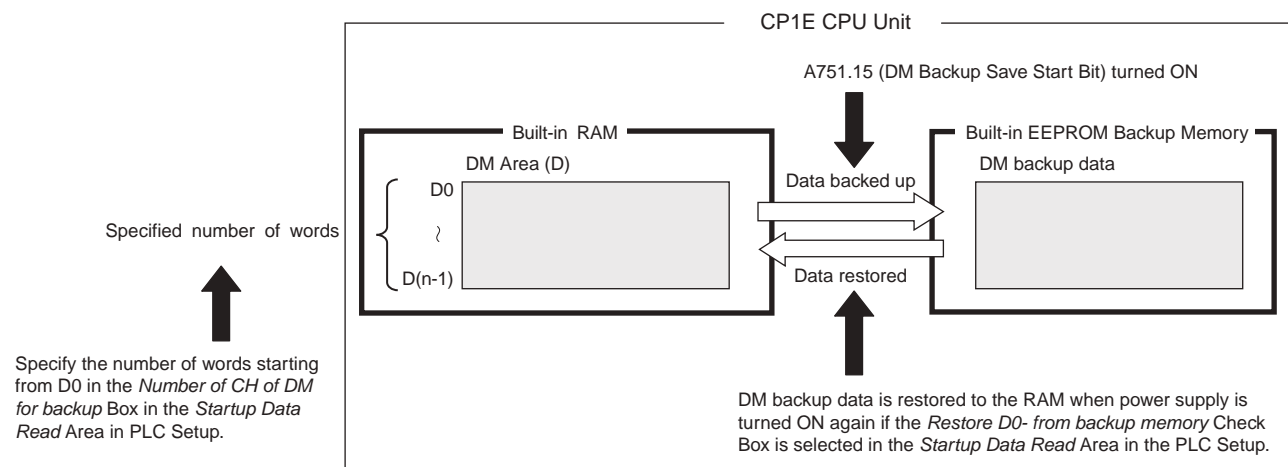 CP1E CPU Unit
A751.15 (DM Backup Save Start Bit) turned ON
Built-in RAM
Built-in EEPROM Backup Memory
DM Area (D)
DM backup data
D0
~
D(n-1)
Specified number of words
Data backed up
Data restored
Specify the number of words starting
from D0 in the Number of CH of DM
for backup Box in the Startup Data
Read Area in PLC Setup.
DM backup data is restored to the RAM when power supply is
turned ON again if the Restore D0- from backup memory Check
Box is selected in the Startup Data Read Area in the PLC Setup.